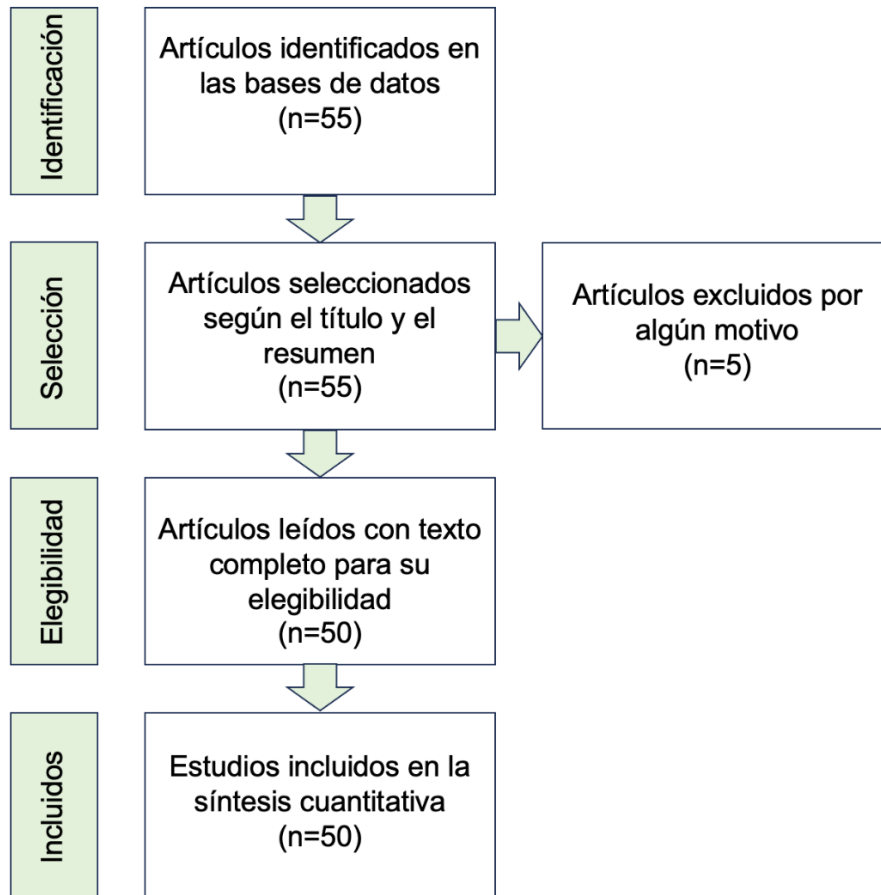 Identificación
Artículos identificados en
las bases de datos
(n=55)
Selección
Artículos seleccionados
según el título y el
resumen
(n=55)
Artículos excluidos por
algún motivo
(n=5)
Elegibilidad
Artículos leídos con texto
completo para su
elegibilidad
(n=50)
Incluidos
Estudios incluidos en la
síntesis cuantitativa
(n=50)